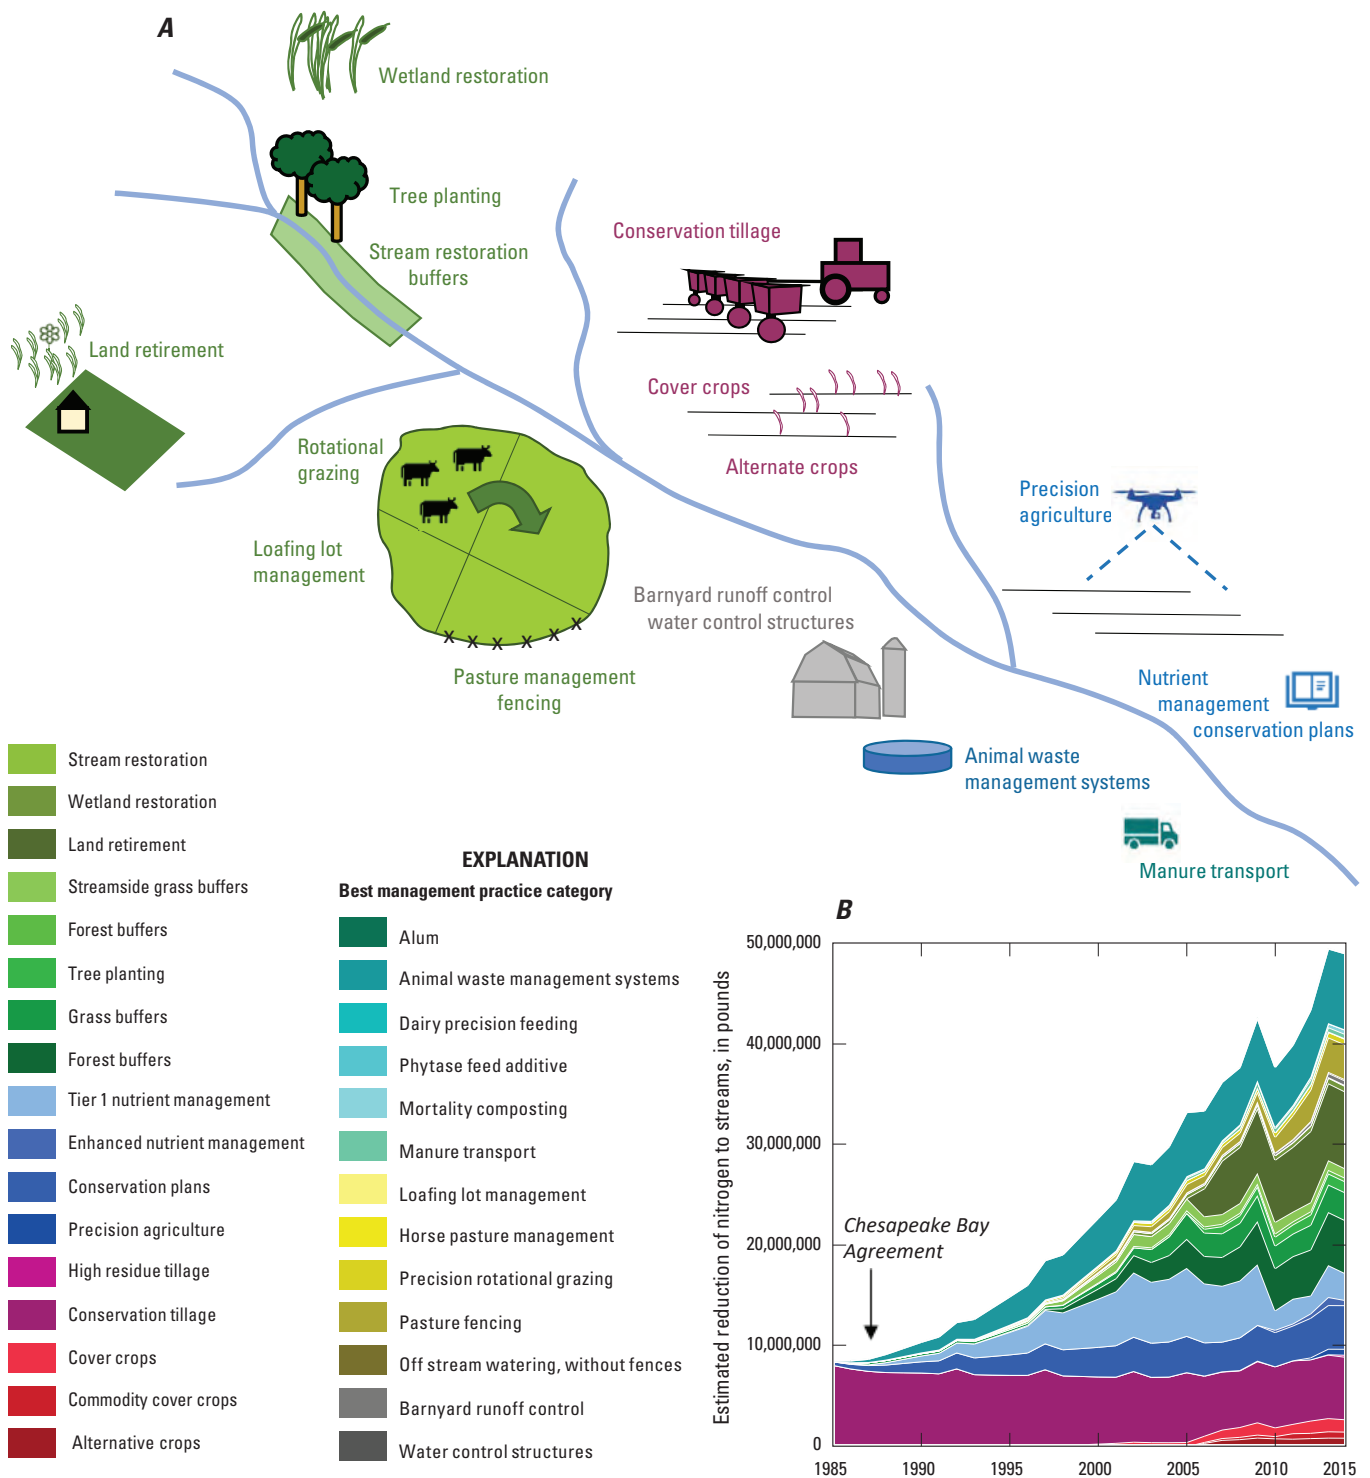 A
Wetland restoration
Tree planting
Stream restoration
buffers
Conservation tillage
Land retirement
Cover crops
Rotational
grazing
Alternate crops
Precision
agriculture
Loafing lot
management
Barnyard runoff control
water control structures
Pasture management
fencing
X X X X X X
Nutrient
management
conservation plans
Animal waste
management systems
Manure transport
Stream restoration
Wetland restoration
Land retirement
Streamside grass buffers
Forest buffers
Tree planting
Grass buffers
Forest buffers
Tier 1 nutrient management
Enhanced nutrient management
Conservation plans
Precision agriculture
High residue tillage
Conservation tillage
Cover crops
Commodity cover crops
Alternative crops
EXPLANATION
Best management practice category
Alum
Animal waste management systems
Dairy precision feeding
Phytase feed additive
Mortality composting
Manure transport
Loafing lot management
Horse pasture management
Precision rotational grazing
Pasture fencing
Off stream watering, without fences
Barnyard runoff control
Water control structures
B
Estimated reduction of nitrogen to streams, in pounds
50,000,000
40,000,000
30,000,000
20,000,000
10,000,000
0
Chesapeake Bay
Agreement
1985 1990 1995 2000 2005 2010 2015